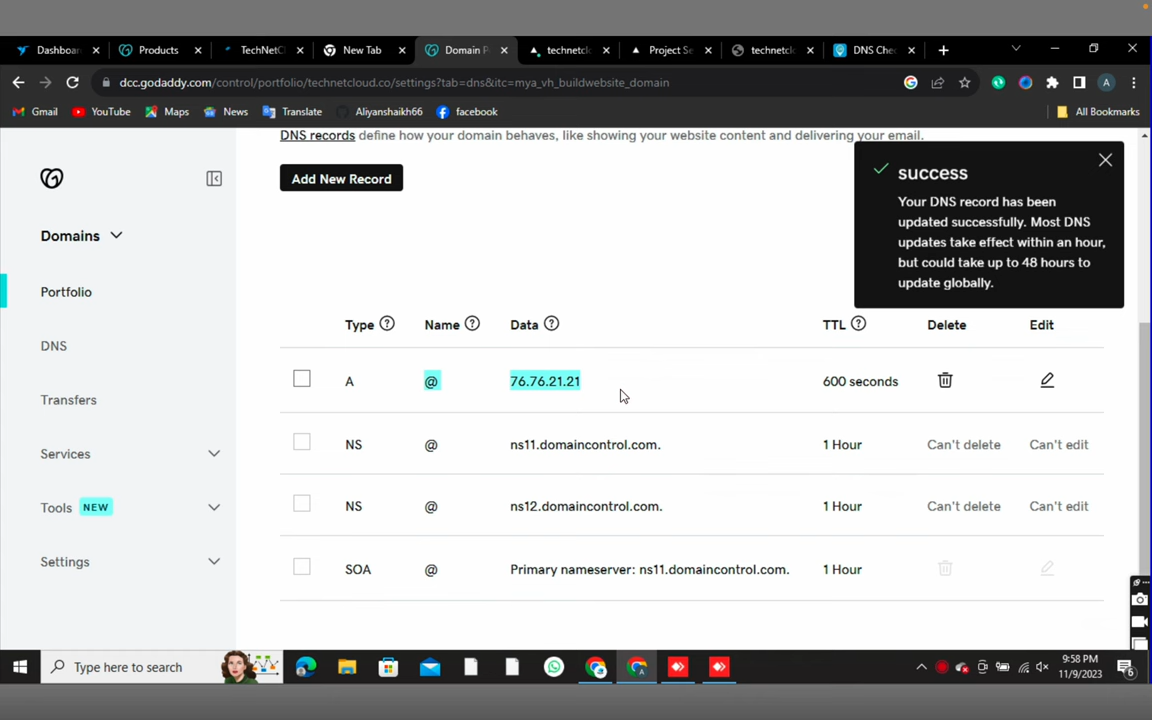 Dashboar
Products
TechNetCl
New Tab
Domain P
technetclo
Project Se
technetcl
DNS Chec
dcc.godaddy.com/control/portfolio/technetcloud.co/settings?tab=dns&itc=mya_vh_buildwebsite_domain
A
Gmail
YouTube
Maps
News
Translate
Aliyanshaikh66
facebook
All Bookmarks
DNS records define how your domain behaves, like showing your website content and delivering your email.
Add New Record
success
Your DNS record has been
updated successfully. Most DNS
updates take effect within an hour,
but could take up to 48 hours to
update globally.
Domains
Portfolio
DNS
Transfers
Services
Tools NEW
Settings
Type Name Data TTL Delete Edit
A @ 76.76.21.21 600 seconds
NS @ ns11.domaincontrol.com. 1 Hour Can't delete Can't edit
NS @ ns12.domaincontrol.com. 1 Hour Can't delete Can't edit
SOA @ Primary nameserver: ns11.domaincontrol.com. 1 Hour
Type here to search
9:58 PM
11/9/2023
6